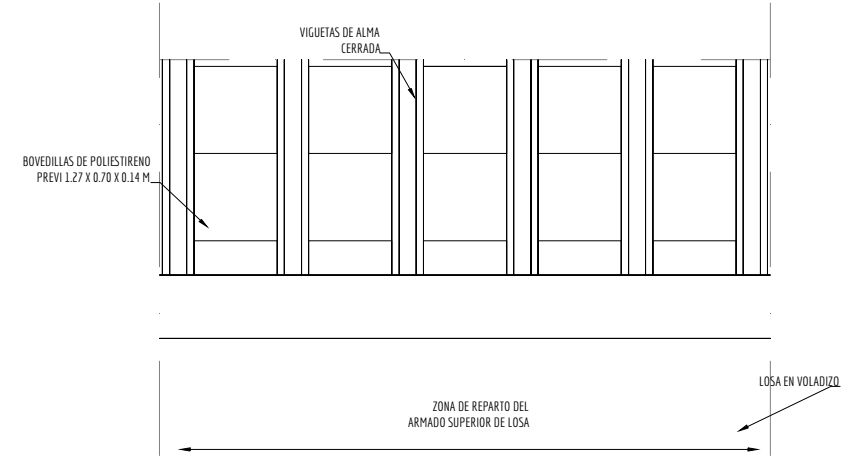 VIGUETAS DE ALMA
CERRADA
BOVEDILLAS DE POLIESTIRENO
PREVI 1.27 X 0.70 X 0.14 M
LOSA EN VOLADIZO
ZONA DE REPARTO DEL
ARMADO SUPERIOR DE LOSA